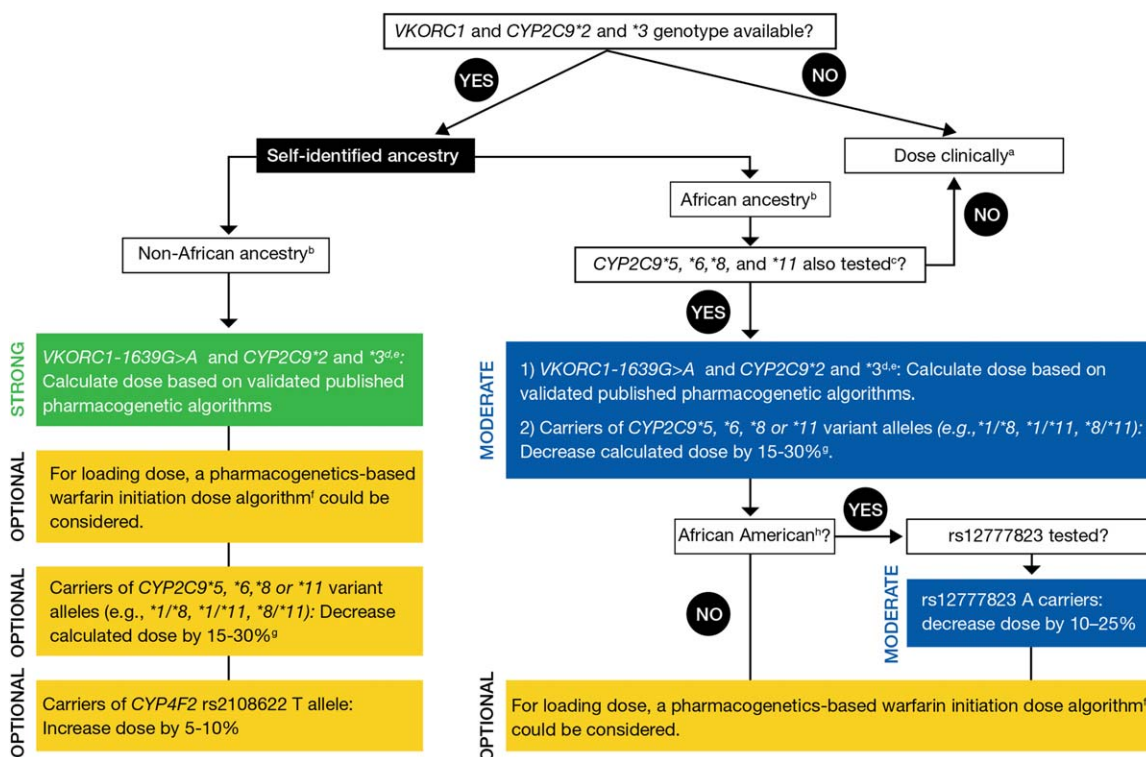 VKORC1 and CYP2C9*2 and *3 genotype available?
YES
NO
Self-identified ancestry
Dose clinicallyᵃ
African ancestryᵇ
NO
Non-African ancestryᵇ
CYP2C9*5, *6,*8, and *11 also testedᶜ?
YES
STRONG
VKORC1-1639G>A and CYP2C9*2 and *3ᵈ,ᵉ:
Calculate dose based on validated published
pharmacogenetic algorithms
MODERATE
1) VKORC1-1639G>A and CYP2C9*2 and *3ᵈ,ᵉ: Calculate dose based on
validated published pharmacogenetic algorithms.
2) Carriers of CYP2C9*5, *6, *8 or *11 variant alleles (e.g.,*1/*8, *1/*11, *8/*11):
Decrease calculated dose by 15-30%ᵍ.
OPTIONAL
For loading dose, a pharmacogenetics-based
warfarin initiation dose algorithmᶠ could be
considered.
African Americanʰ?
YES
rs12777823 tested?
OPTIONAL
Carriers of CYP2C9*5, *6,*8 or *11 variant
alleles (e.g., *1/*8, *1/*11, *8/*11): Decrease
calculated dose by 15-30%ᵍ
NO
MODERATE
rs12777823 A carriers:
decrease dose by 10–25%
OPTIONAL
Carriers of CYP4F2 rs2108622 T allele:
Increase dose by 5-10%
OPTIONAL
For loading dose, a pharmacogenetics-based warfarin initiation dose algorithmᶠ
could be considered.